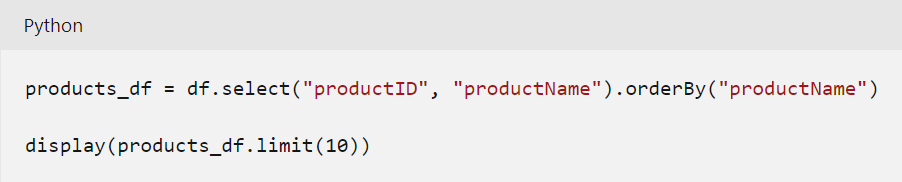 Python
products_df = df.select("productID", "productName").orderBy("productName")
display(products_df.limit(10))